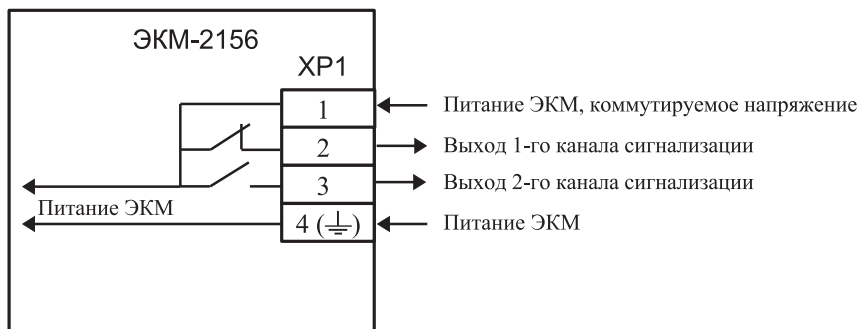 ЭКМ-2156
XP1
1 Питание ЭКМ, коммутируемое напряжение
2 Выход 1-го канала сигнализации
3 Выход 2-го канала сигнализации
Питание ЭКМ
4 (⏚) Питание ЭКМ